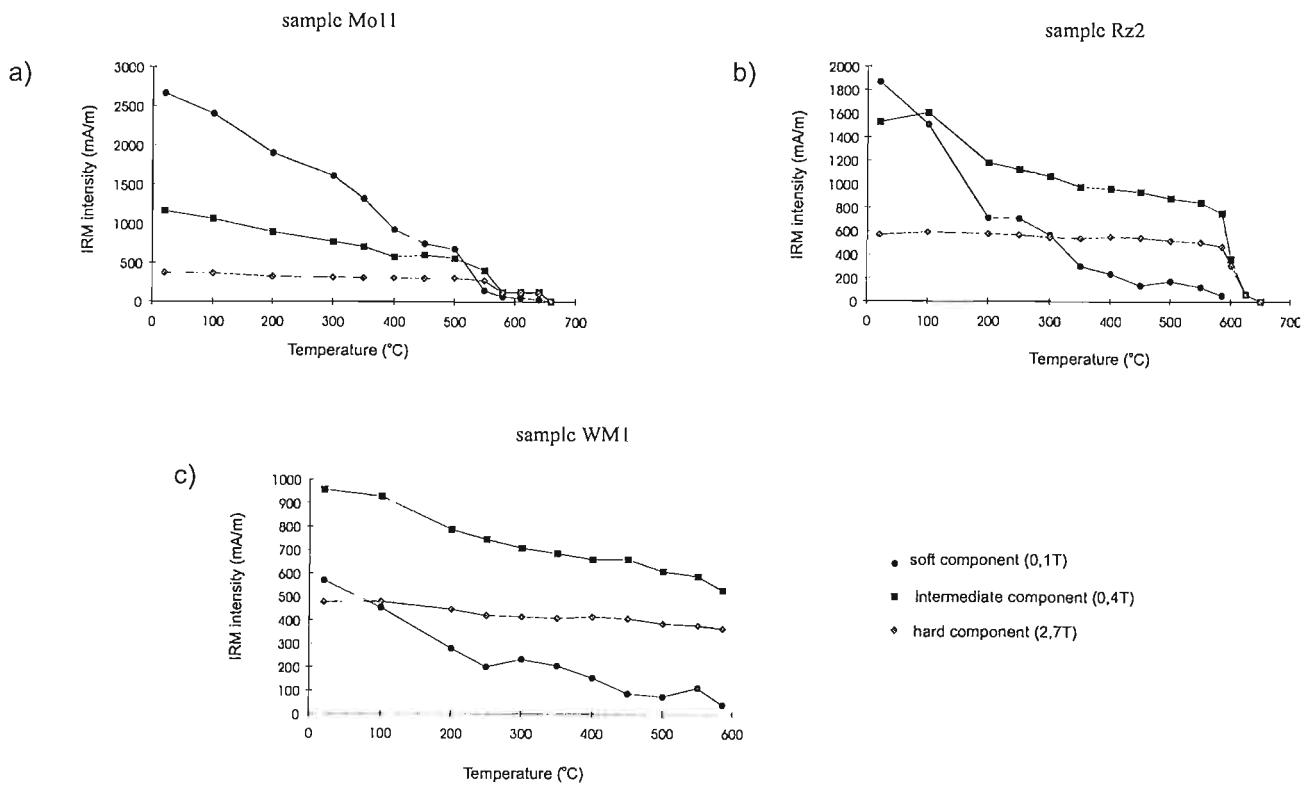 sample Mo11
a)
3000
2500
2000
1500
1000
500
0
IRM intensity (mA/m)
0 100 200 300 400 500 600 700
Temperature (°C)
sample Rz2
b)
2000
1800
1600
1400
1200
1000
800
600
400
200
0
IRM intensity (mA/m)
0 100 200 300 400 500 600 700
Temperature (°C)
sample WM1
c)
1000
900
800
700
600
500
400
300
200
100
0
IRM intensity (mA/m)
0 100 200 300 400 500 600
Temperature (°C)
soft component (0,1T)
Intermediate component (0,4T)
hard component (2,7T)